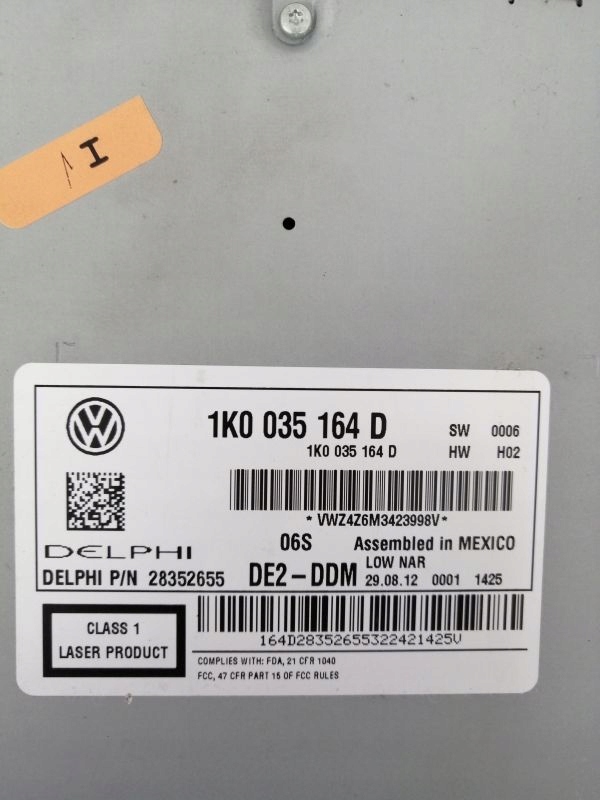 I
1K0 035 164 D
1K0 035 164 D
SW 0006
HW H02
*VWZ4Z6M3423998V*
DELPHI
06S Assembled in MEXICO
DELPHI P/N 28352655 DE2-DDM
LOW NAR
29.08.12 0001 1425
CLASS 1
LASER PRODUCT
164D28352655322421425V
COMPLIES WITH: FDA, 21 CFR 1040
FCC, 47 CFR PART 15 OF FCC RULES